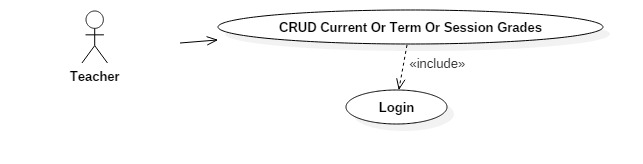 CRUD Current Or Term Or Session Grades
«include»
Teacher
Login